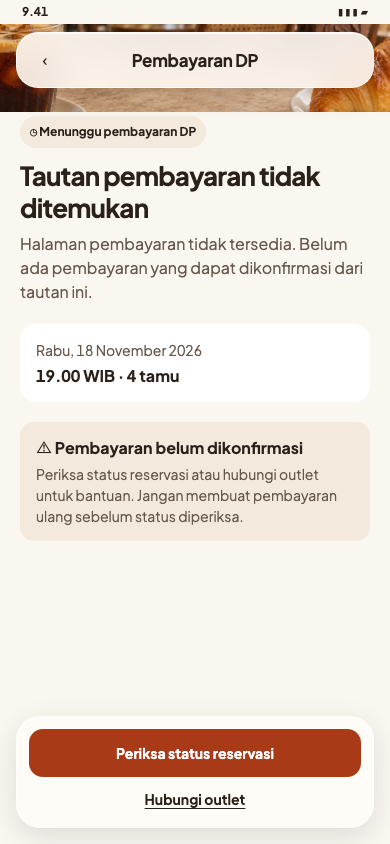 9.41
Pembayaran DP
Menunggu pembayaran DP
Tautan pembayaran tidak
ditemukan
Halaman pembayaran tidak tersedia. Belum
ada pembayaran yang dapat dikonfirmasi dari
tautan ini.
Rabu, 18 November 2026
19.00 WIB · 4 tamu
⚠ Pembayaran belum dikonfirmasi
Periksa status reservasi atau hubungi outlet
untuk bantuan. Jangan membuat pembayaran
ulang sebelum status diperiksa.
Periksa status reservasi
Hubungi outlet